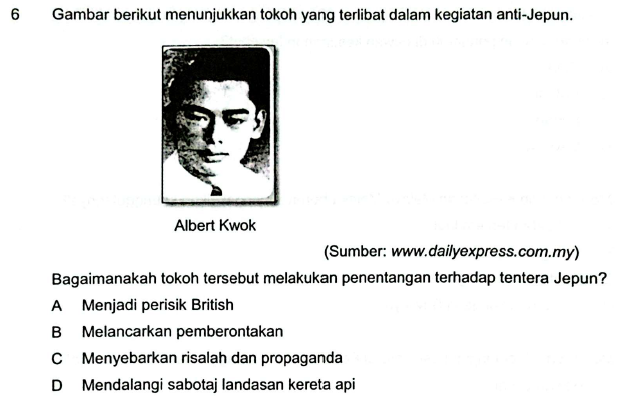 6 Gambar berikut menunjukkan tokoh yang terlibat dalam kegiatan anti-Jepun.
Albert Kwok
(Sumber: www.dailyexpress.com.my)
Bagaimanakah tokoh tersebut melakukan penentangan terhadap tentera Jepun?
A Menjadi perisik British
B Melancarkan pemberontakan
C Menyebarkan risalah dan propaganda
D Mendalangi sabotaj landasan kereta api